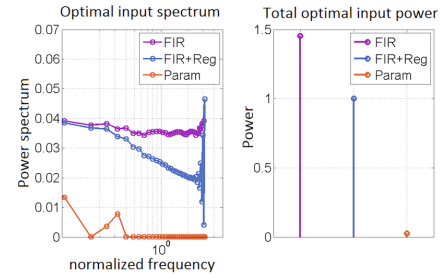 Optimal input spectrum
Total optimal input power
0.07
0.06
0.05
0.04
0.03
0.02
0.01
0
Power spectrum
FIR
FIR+Reg
Param
10⁰
normalized frequency
1.5
1
0.5
0
Power
FIR
FIR+Reg
Param